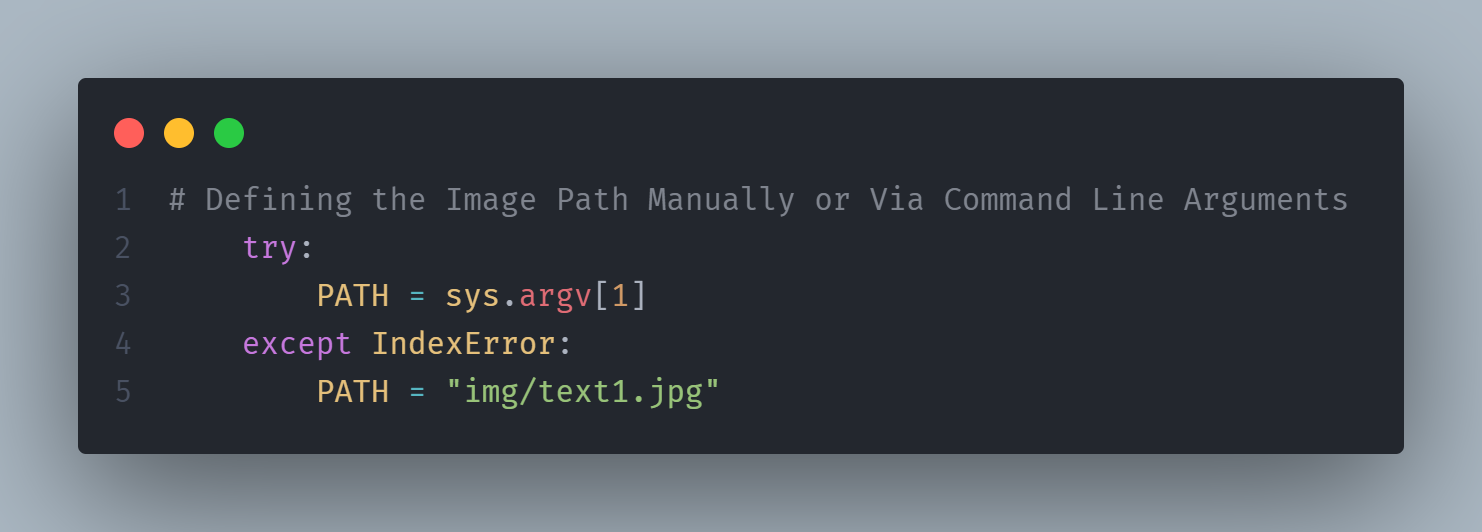 1 # Defining the Image Path Manually or Via Command Line Arguments
2     try:
3         PATH = sys.argv[1]
4     except IndexError:
5         PATH = "img/text1.jpg"